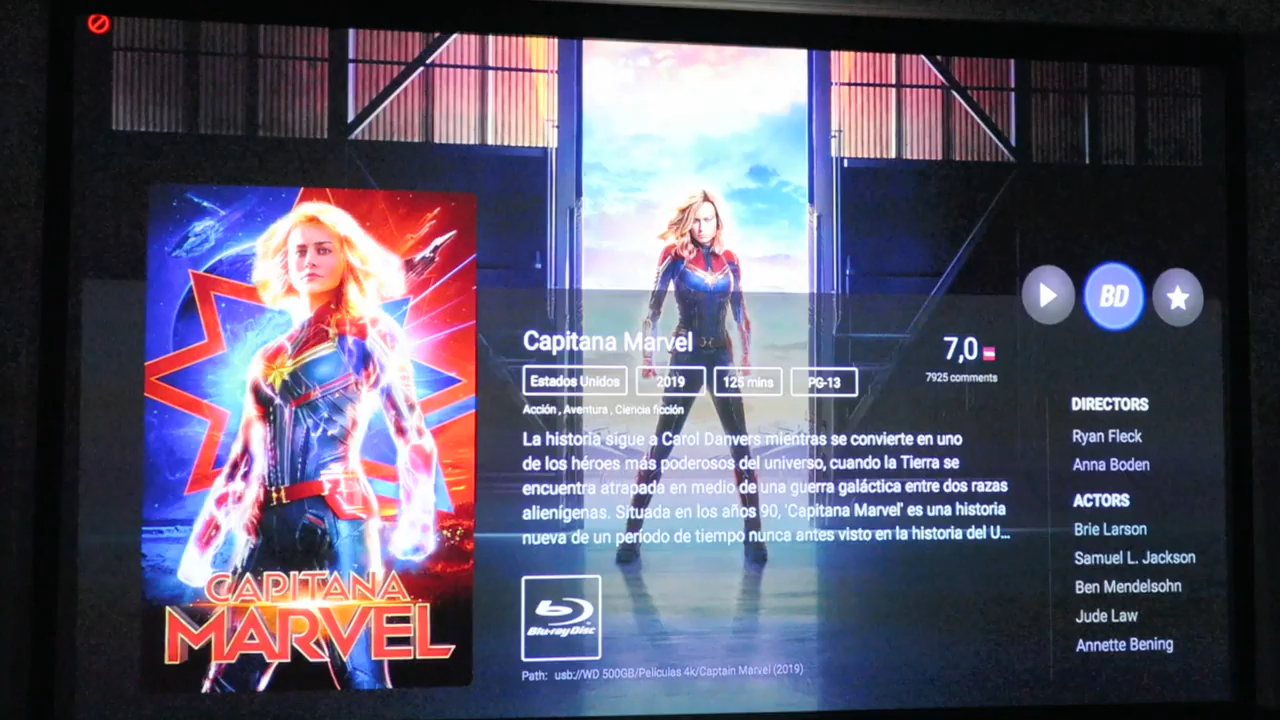 CAPITANA
MARVEL
Capitana Marvel
Estados Unidos
2019
125 mins
PG-13
Acción , Aventura , Ciencia ficción
La historia sigue a Carol Danvers mientras se convierte en uno
de los héroes más poderosos del universo, cuando la Tierra se
encuentra atrapada en medio de una guerra galáctica entre dos razas
alienígenas. Situada en los años 90, 'Capitana Marvel' es una historia
nueva de un período de tiempo nunca antes visto en la historia del U...
Blu-ray Disc
Path: usb://WD 500GB/Peliculas 4k/Captain Marvel (2019)
7,0
7925 comments
BD
DIRECTORS
Ryan Fleck
Anna Boden
ACTORS
Brie Larson
Samuel L. Jackson
Ben Mendelsohn
Jude Law
Annette Bening